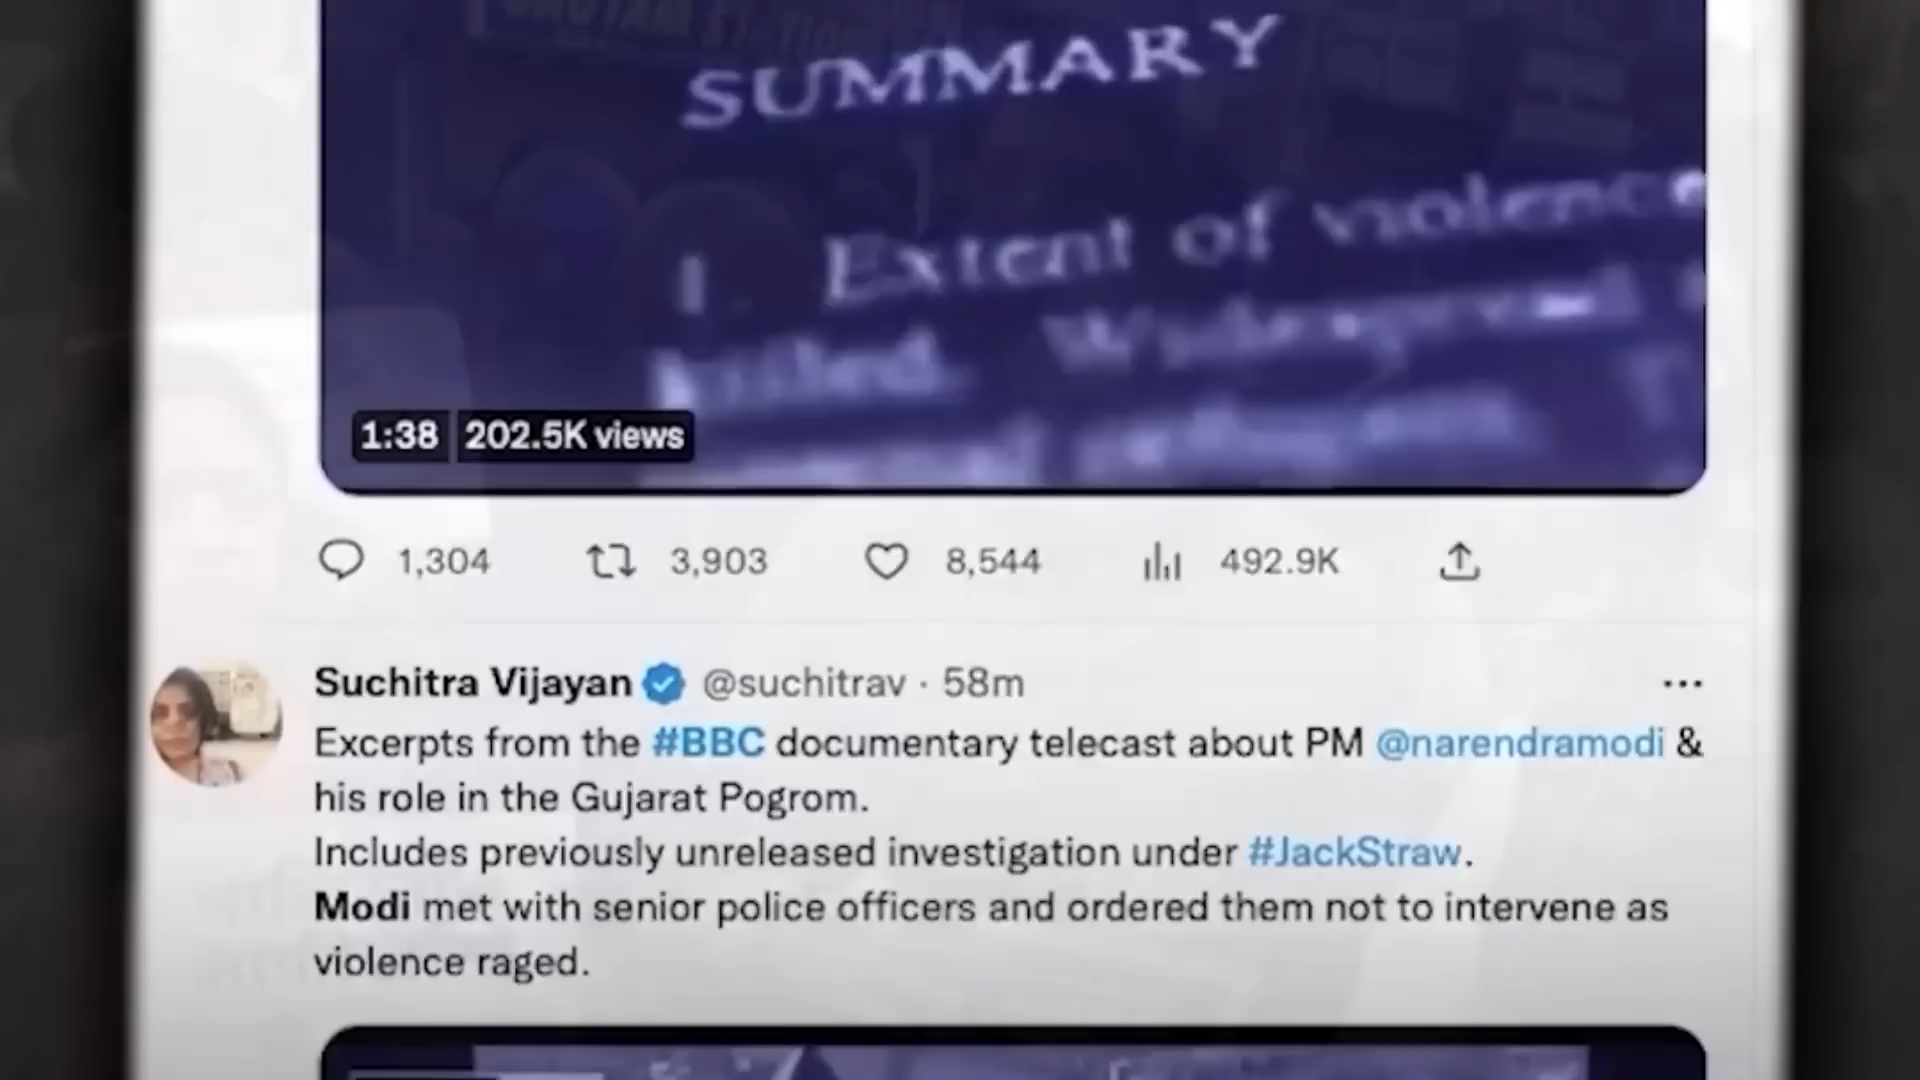 SUMMARY
1. Extent of violence
killed. Widespread
1:38 202.5K views
1,304 3,903 8,544 492.9K
Suchitra Vijayan @suchitrav · 58m
Excerpts from the #BBC documentary telecast about PM @narendramodi &
his role in the Gujarat Pogrom.
Includes previously unreleased investigation under #JackStraw.
Modi met with senior police officers and ordered them not to intervene as
violence raged.